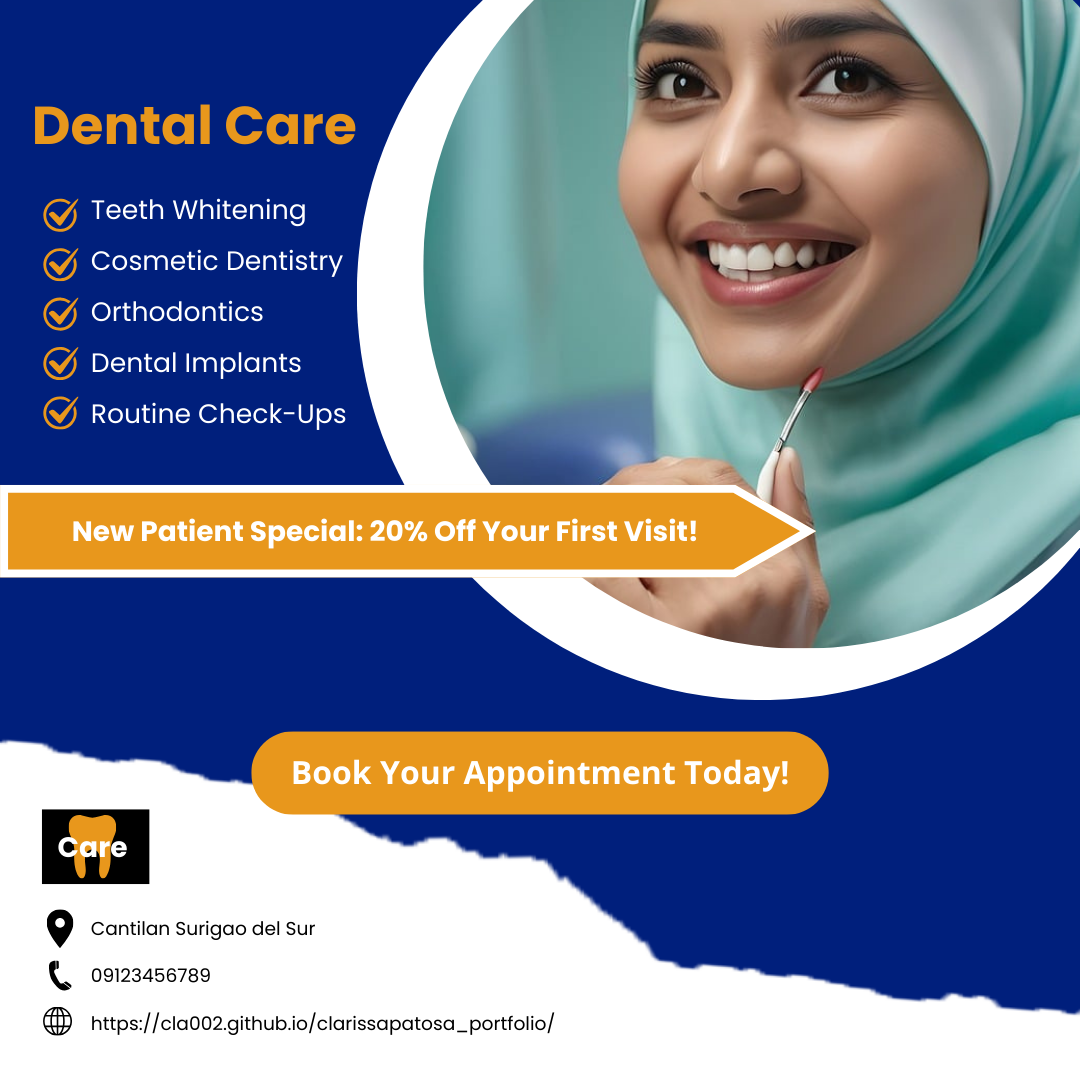 Dental Care
Teeth Whitening
Cosmetic Dentistry
Orthodontics
Dental Implants
Routine Check-Ups
New Patient Special: 20% Off Your First Visit!
Book Your Appointment Today!
Care
Cantilan Surigao del Sur
09123456789
https://cla002.github.io/clarissapatosa_portfolio/